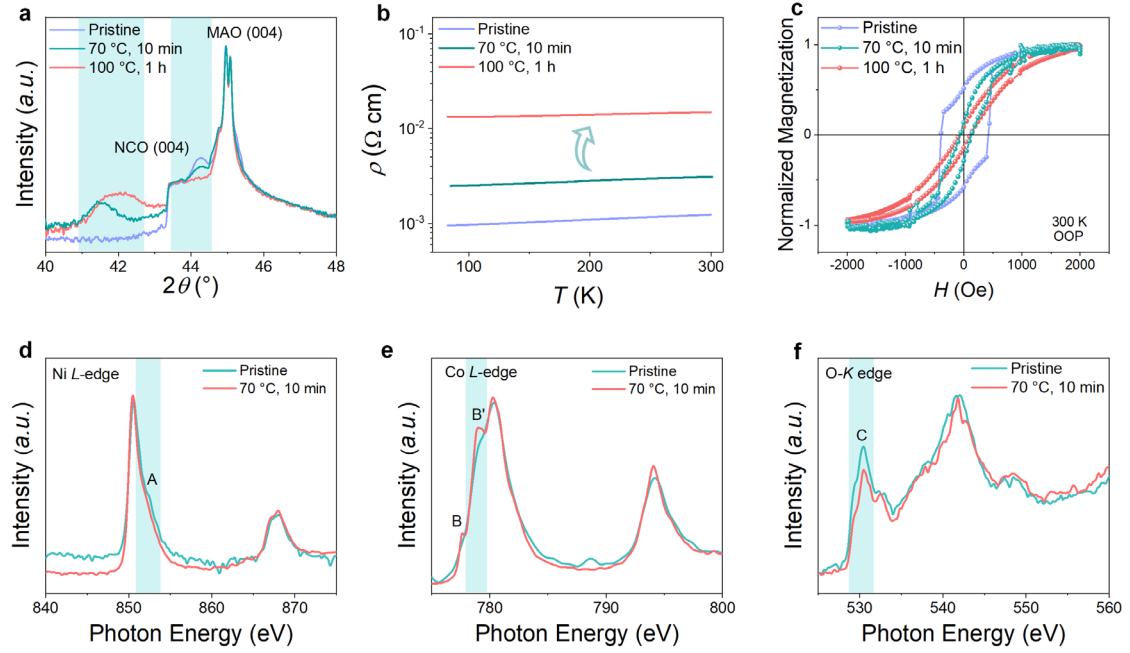 a
Pristine
70 °C, 10 min
100 °C, 1 h
MAO (004)
NCO (004)
Intensity (a.u.)
40 42 44 46 48
2θ (°)
b
Pristine
70 °C, 10 min
100 °C, 1 h
10⁻¹
10⁻²
10⁻³
ρ (Ω cm)
100 200 300
T (K)
c
Pristine
70 °C, 10 min
100 °C, 1 h
1
0
-1
Normalized Magnetization
300 K
OOP
-2000 -1000 0 1000 2000
H (Oe)
d
Ni L-edge
Pristine
70 °C, 10 min
A
Intensity (a.u.)
840 850 860 870
Photon Energy (eV)
e
Co L-edge
Pristine
70 °C, 10 min
B'
B
Intensity (a.u.)
780 790 800
Photon Energy (eV)
f
O-K edge
Pristine
70 °C, 10 min
C
Intensity (a.u.)
530 540 550 560
Photon Energy (eV)